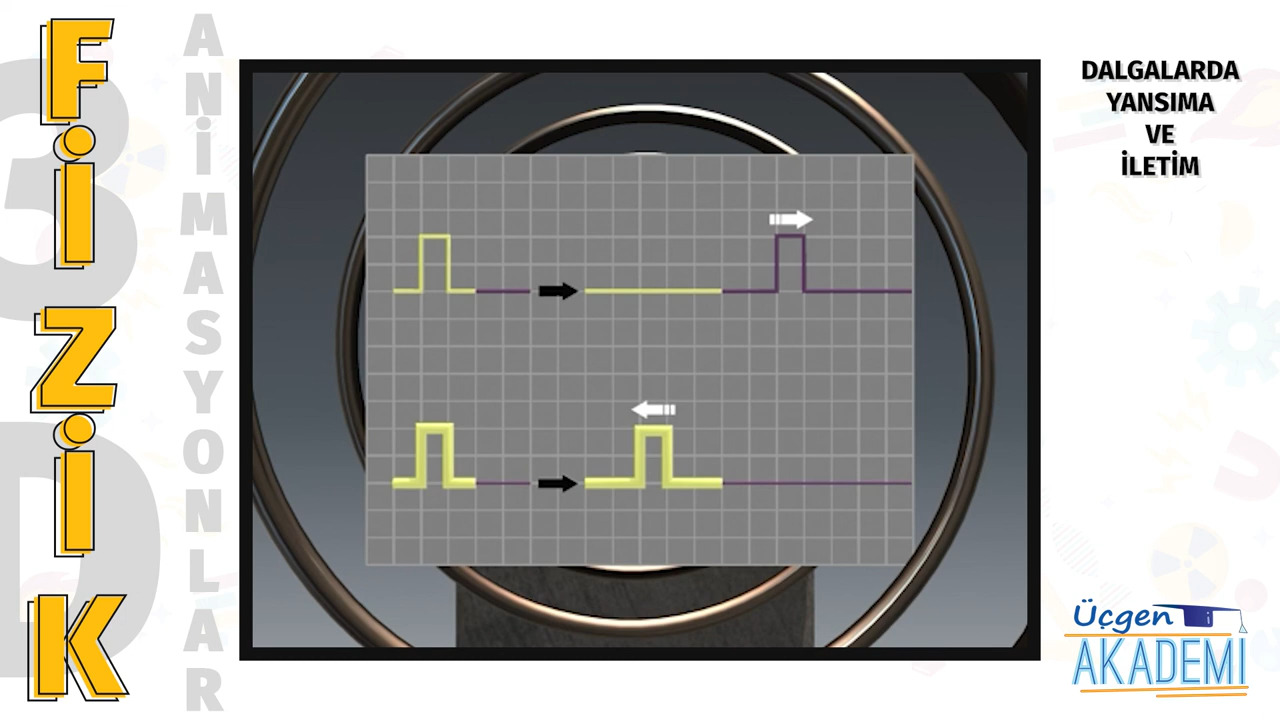 3D
FİZİK
ANİMASYONLAR
DALGALARDA
YANSIMA
VE
İLETİM
Üçgen
AKADEMİ